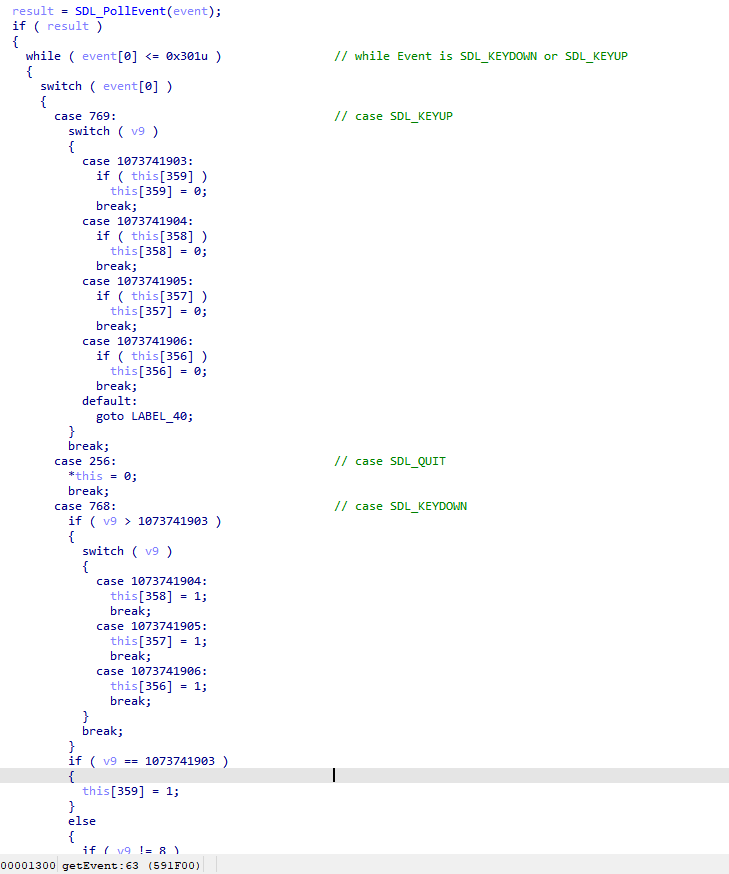 result = SDL_PollEvent(event);
if ( result )
{
while ( event[0] <= 0x301u ) // while Event is SDL_KEYDOWN or SDL_KEYUP
{
switch ( event[0] )
{
case 769: // case SDL_KEYUP
switch ( v9 )
{
case 1073741903:
if ( this[359] )
this[359] = 0;
break;
case 1073741904:
if ( this[358] )
this[358] = 0;
break;
case 1073741905:
if ( this[357] )
this[357] = 0;
break;
case 1073741906:
if ( this[356] )
this[356] = 0;
break;
default:
goto LABEL_40;
}
break;
case 256: // case SDL_QUIT
*this = 0;
break;
case 768: // case SDL_KEYDOWN
if ( v9 > 1073741903 )
{
switch ( v9 )
{
case 1073741904:
this[358] = 1;
break;
case 1073741905:
this[357] = 1;
break;
case 1073741906:
this[356] = 1;
break;
}
break;
}
if ( v9 == 1073741903 )
{
this[359] = 1;
}
else
{
if ( v9 != 8 )
00001300 getEvent:63 (591F00)